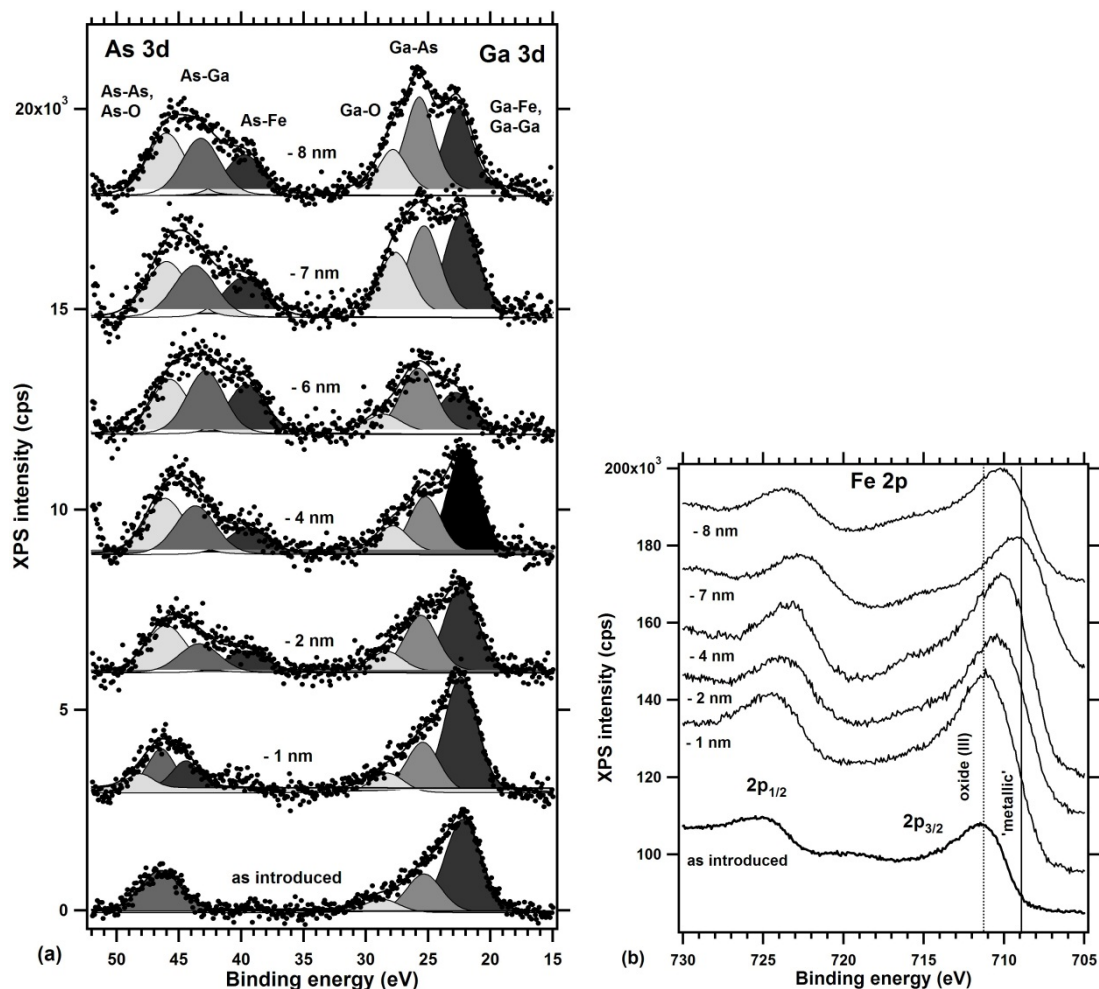 As 3d
Ga 3d
Ga-As
As-Ga
As-As,
As-O
Ga-O
Ga-Fe,
Ga-Ga
As-Fe
20x10³
- 8 nm
15
- 7 nm
- 6 nm
10
- 4 nm
- 2 nm
5
- 1 nm
as introduced
0
XPS intensity (cps)
50 45 40 35 30 25 20 15
(a)
Binding energy (eV)
200x10³
Fe 2p
- 8 nm
180
- 7 nm
160
- 4 nm
- 2 nm
140
- 1 nm
120
oxide (III)
'metallic'
2p₁/₂
2p₃/₂
100
as introduced
XPS intensity (cps)
730 725 720 715 710 705
(b)
Binding energy (eV)